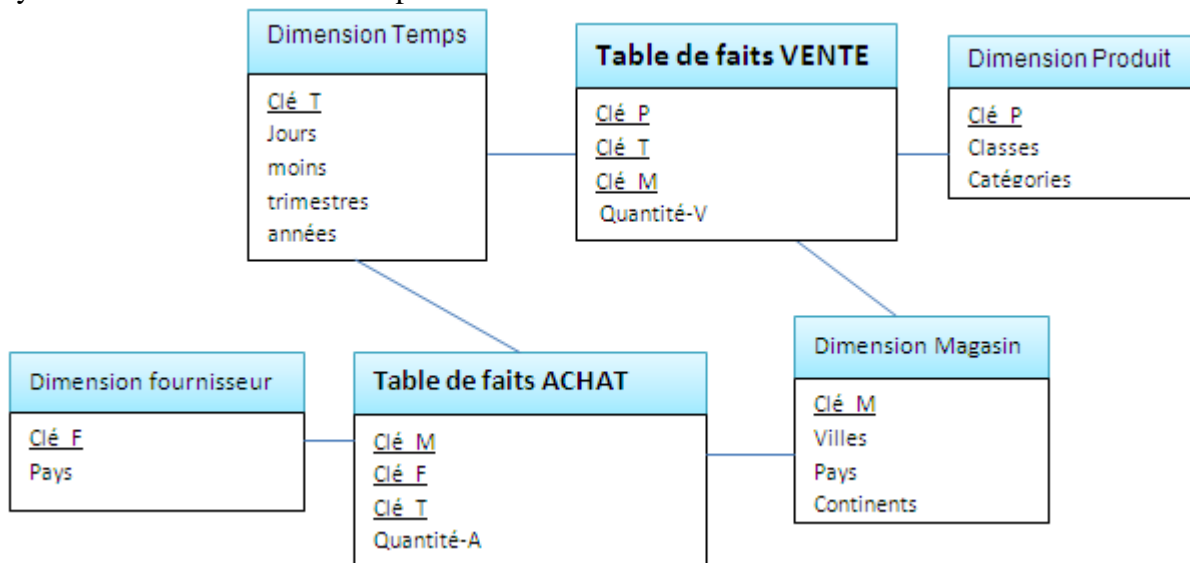 Dimension Temps
Clé_T
Jours
moins
trimestres
années
Table de faits VENTE
Clé_P
Clé_T
Clé_M
Quantité-V
Dimension Produit
Clé_P
Classes
Catégories
Dimension fournisseur
Clé_F
Pays
Table de faits ACHAT
Clé_M
Clé_F
Clé_T
Quantité-A
Dimension Magasin
Clé_M
Villes
Pays
Continents